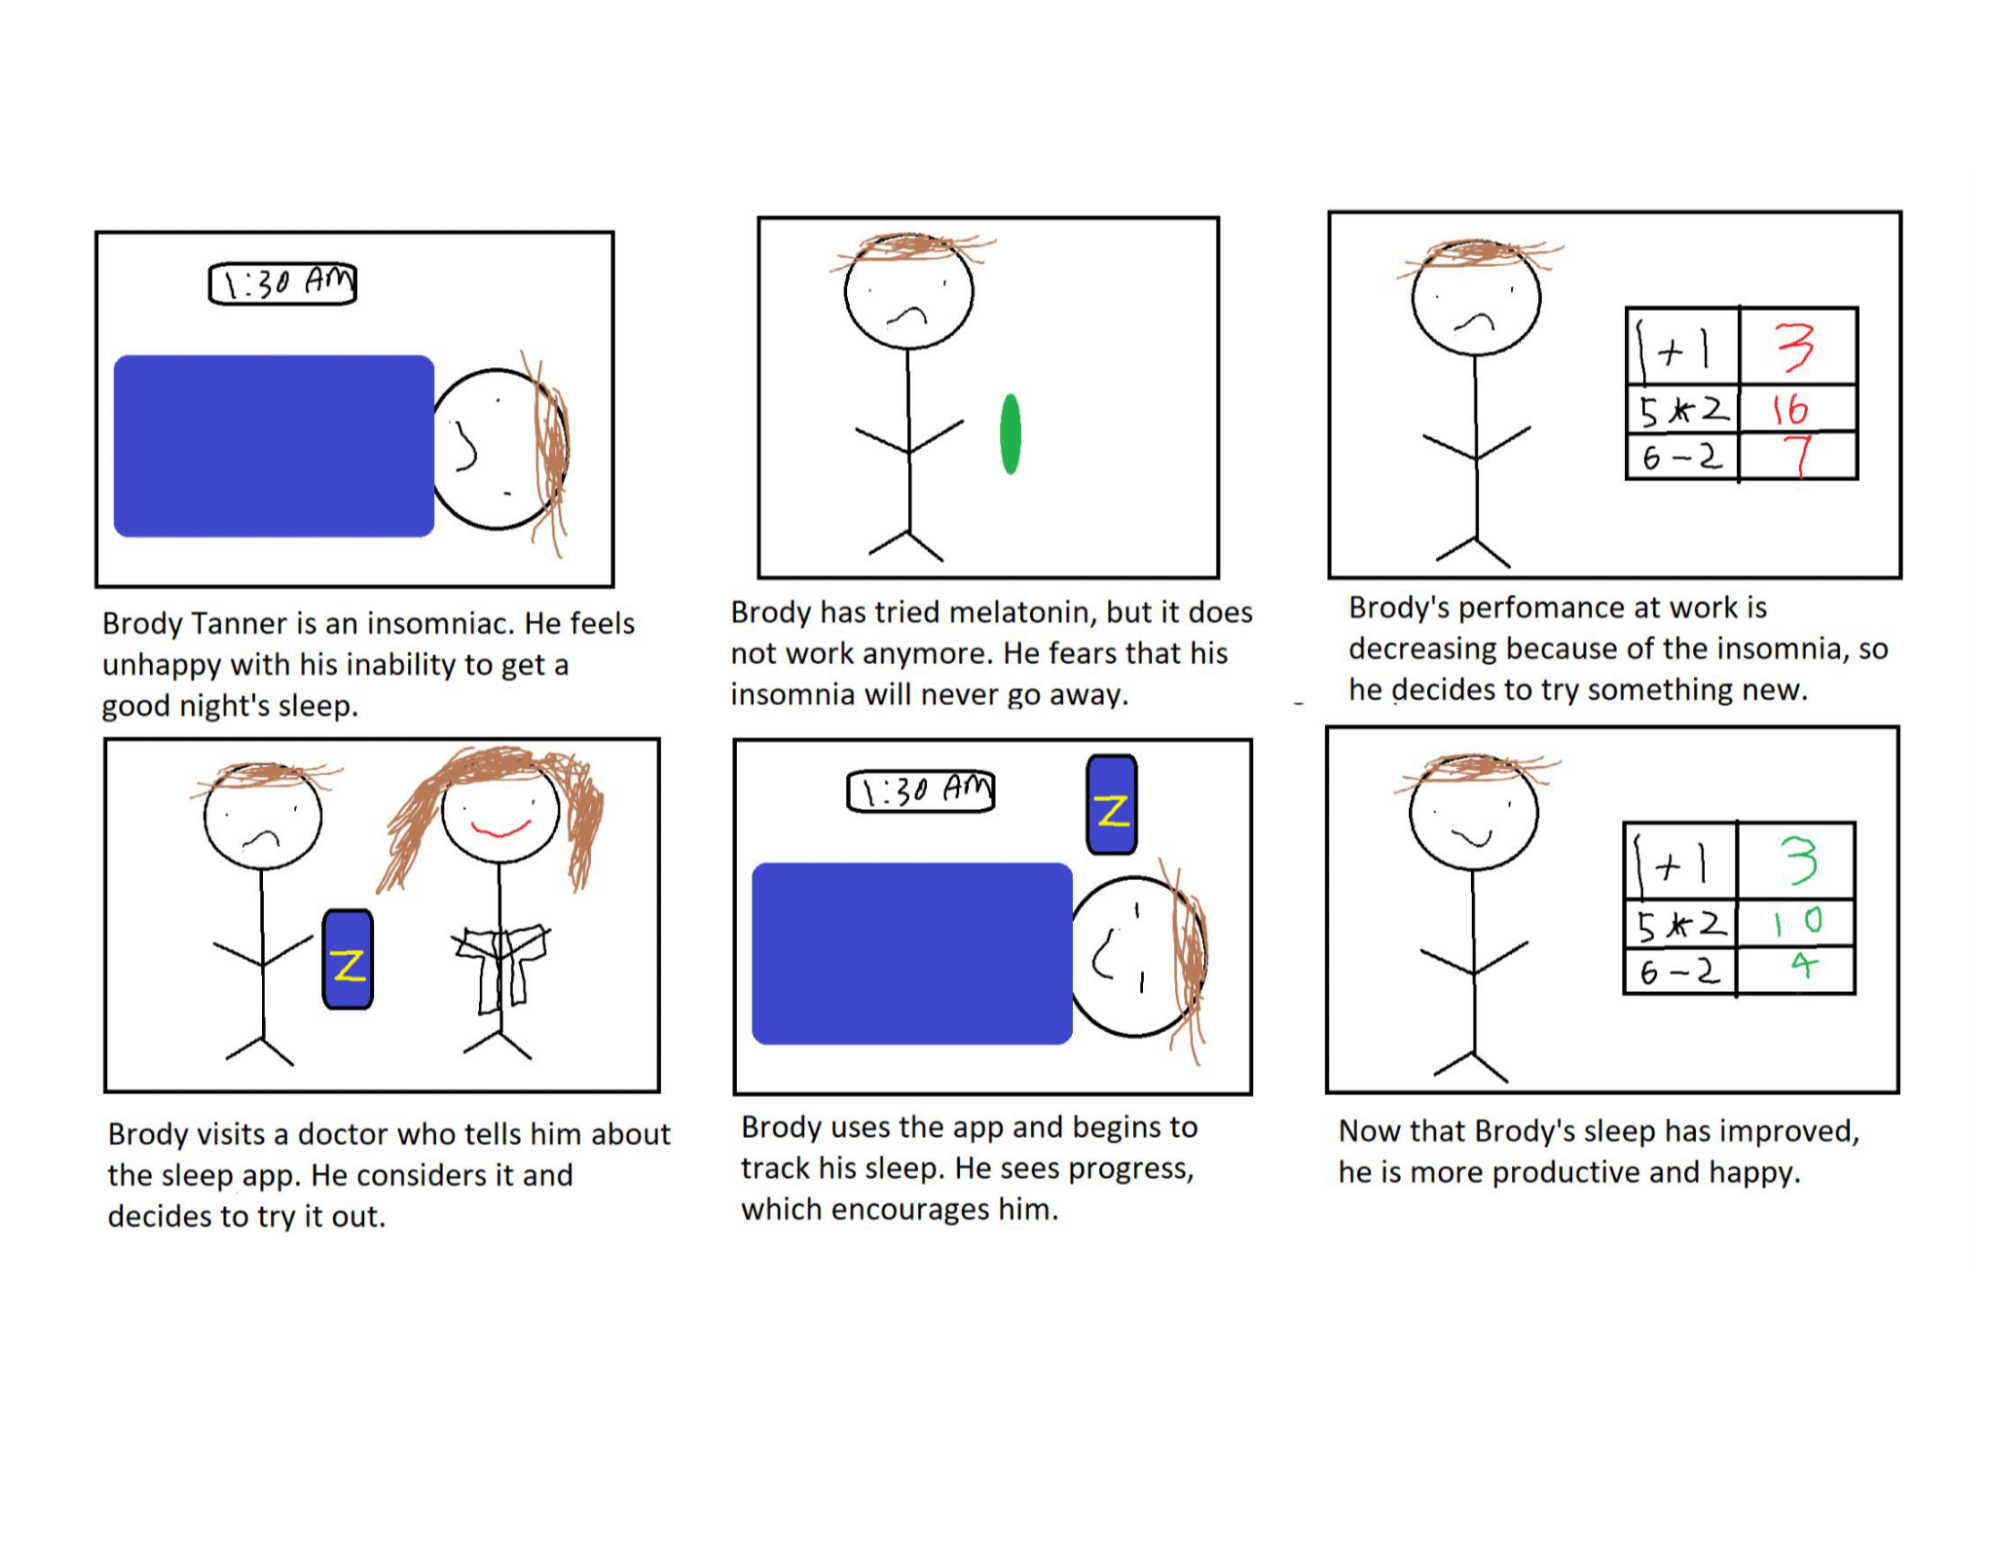 1:30 AM
Brody Tanner is an insomniac. He feels
unhappy with his inability to get a
good night's sleep.
Brody has tried melatonin, but it does
not work anymore. He fears that his
insomnia will never go away.
1+1 3
5*2 16
6-2 7
Brody's perfomance at work is
decreasing because of the insomnia, so
he decides to try something new.
Z
Brody visits a doctor who tells him about
the sleep app. He considers it and
decides to try it out.
1:30 AM
Z
Brody uses the app and begins to
track his sleep. He sees progress,
which encourages him.
1+1 3
5*2 10
6-2 4
Now that Brody's sleep has improved,
he is more productive and happy.